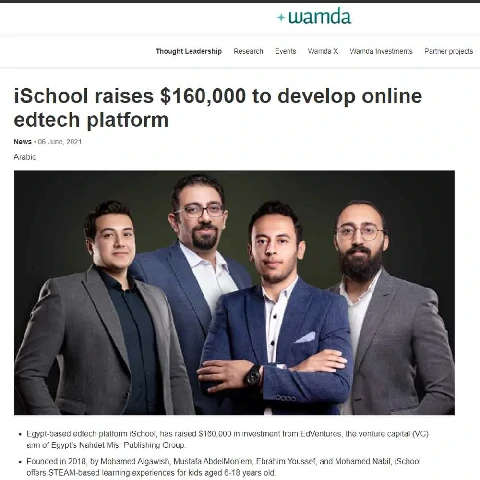 wamda
Thought Leadership Research Events Wamda X Wamda Investments Partner projects
iSchool raises $160,000 to develop online
edtech platform
News • 06 June, 2021
Arabic
Egypt-based edtech platform iSchool, has raised $160,000 in investment from EdVentures, the venture capital (VC)
arm of Egypt's Nahdet Misr Publishing Group.
Founded in 2018, by Mohamed Algawish, Mustafa AbdelMon'em, Ebrahim Youssef, and Mohamed Nabil, iSchool
offers STEAM-based learning experiences for kids aged 6-18 years old.